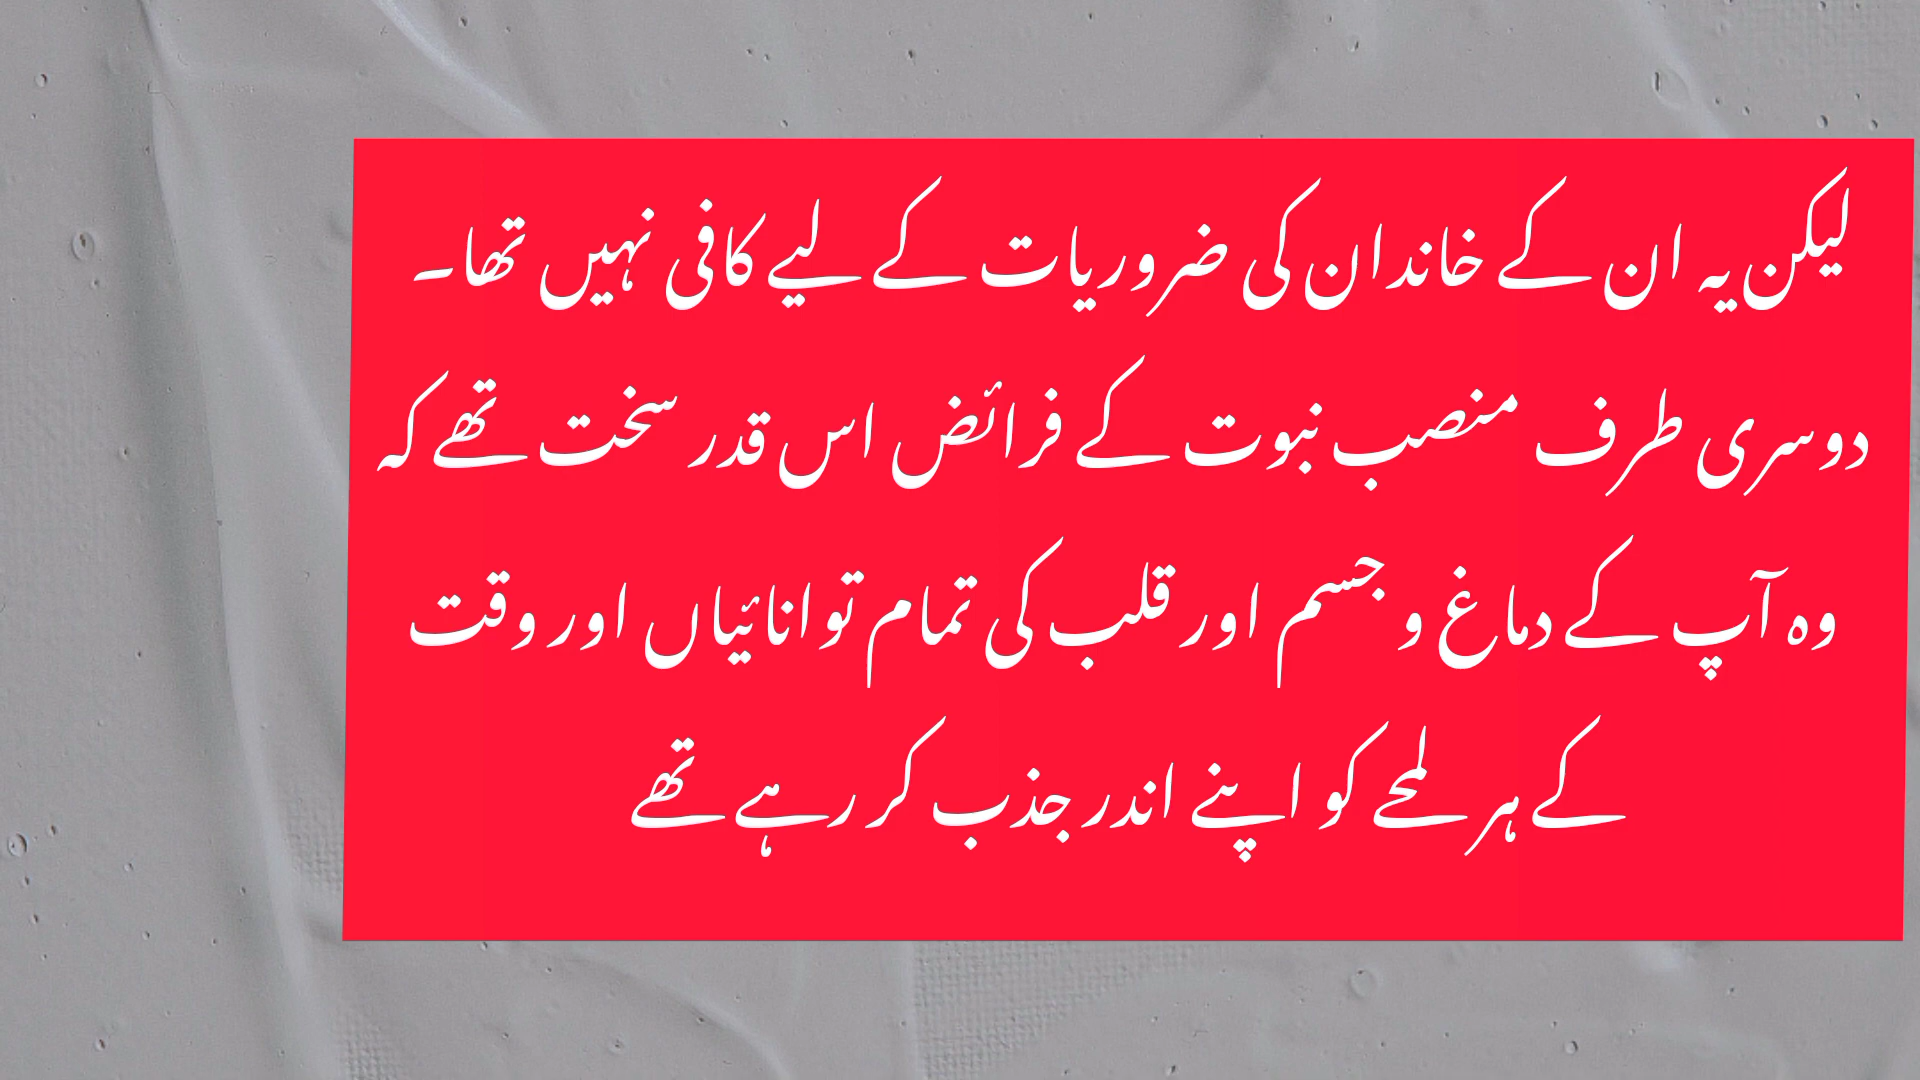 لیکن یہ ان کے خاندان کی ضروریات کے لیے کافی نہیں تھا۔
دوسری طرف منصب نبوت کے فرائض اس قدر سخت تھے کہ
وہ آپ کے دماغ و جسم اور قلب کی تمام توانائیاں اور وقت
کے ہر لمحے کو اپنے اندر جذب کر رہے تھے